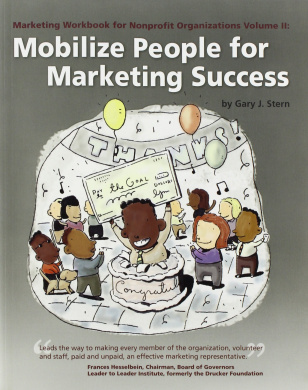 Marketing Workbook for Nonprofit Organizations Volume II:
Mobilize People for
Marketing Success
by Gary J. Stern
THANKS!
the GOAL
Congrats
"Leads the way to making every member of the organization, volunteer
and staff, paid and unpaid, an effective marketing representative."
Frances Hesselbein, Chairman, Board of Governors
Leader to Leader Institute, formerly the Drucker Foundation